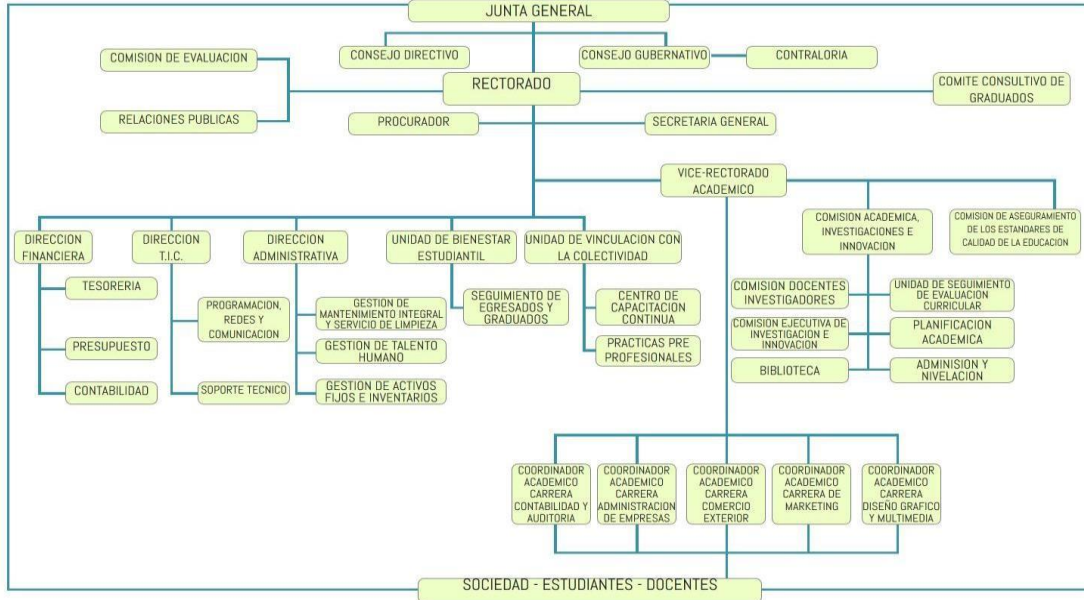 JUNTA GENERAL
CONSEJO DIRECTIVO
CONSEJO GUBERNATIVO
CONTRALORIA
COMISION DE EVALUACION
RECTORADO
COMITE CONSULTIVO DE
GRADUADOS
RELACIONES PUBLICAS
PROCURADOR
SECRETARIA GENERAL
VICE-RECTORADO
ACADEMICO
COMISION ACADEMICA,
INVESTIGACIONES E
INNOVACION
COMISION DE ASEGURAMIENTO
DE LOS ESTANDARES DE
CALIDAD DE LA EDUCACION
DIRECCION
FINANCIERA
DIRECCION
T.I.C.
DIRECCION
ADMINISTRATIVA
UNIDAD DE BIENESTAR
ESTUDIANTIL
UNIDAD DE VINCULACION CON
LA COLECTIVIDAD
TESORERIA
PRESUPUESTO
CONTABILIDAD
PROGRAMACION,
REDES Y
COMUNICACION
SOPORTE TECNICO
GESTION DE
MANTENIMIENTO INTEGRAL
Y SERVICIO DE LIMPIEZA
GESTION DE TALENTO
HUMANO
GESTION DE ACTIVOS
FIJOS E INVENTARIOS
SEGUIMIENTO DE
EGRESADOS Y
GRADUADOS
CENTRO DE
CAPACITACION
CONTINUA
PRACTICAS PRE
PROFESIONALES
COMISION DOCENTES
INVESTIGADORES
UNIDAD DE SEGUIMIENTO
DE EVALUACION
CURRICULAR
COMISION EJECUTIVA DE
INVESTIGACION E
INNOVACION
PLANIFICACION
ACADEMICA
BIBLIOTECA
ADMINISION Y
NIVELACION
COORDINADOR
ACADEMICO
CARRERA
CONTABILIDAD Y
AUDITORIA
COORDINADOR
ACADEMICO
CARRERA
ADMINISTRACION
DE EMPRESAS
COORDINADOR
ACADEMICO
CARRERA
COMERCIO
EXTERIOR
COORDINADOR
ACADEMICO
CARRERA DE
MARKETING
COORDINADOR
ACADEMICO
CARRERA
DISEÑO GRAFICO
Y MULTIMEDIA
SOCIEDAD - ESTUDIANTES - DOCENTES